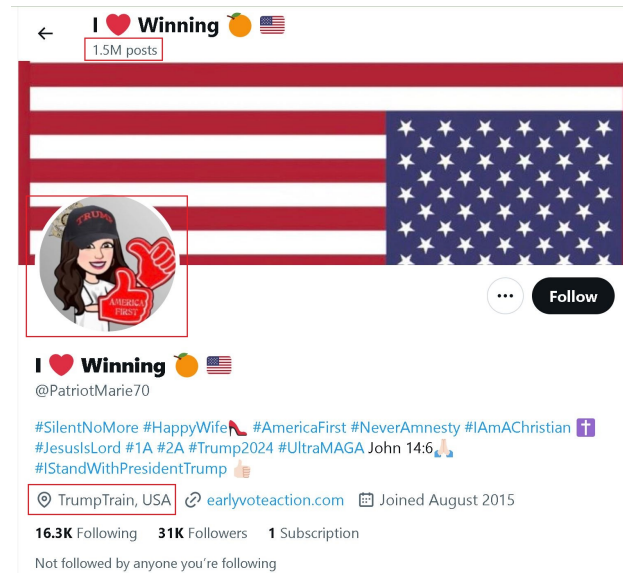 I ❤️ Winning 🍊 🇺🇸
1.5M posts
TRUMP
AMERICA
FIRST
Follow
I ❤️ Winning 🍊 🇺🇸
@PatriotMarie70
#SilentNoMore #HappyWife👠 #AmericaFirst #NeverAmnesty #IAmAChristian ✝️
#JesusIsLord #1A #2A #Trump2024 #UltraMAGA John 14:6🙏🏻
#IStandWithPresidentTrump 👍🏻
TrumpTrain, USA earlyvoteaction.com Joined August 2015
16.3K Following 31K Followers 1 Subscription
Not followed by anyone you're following